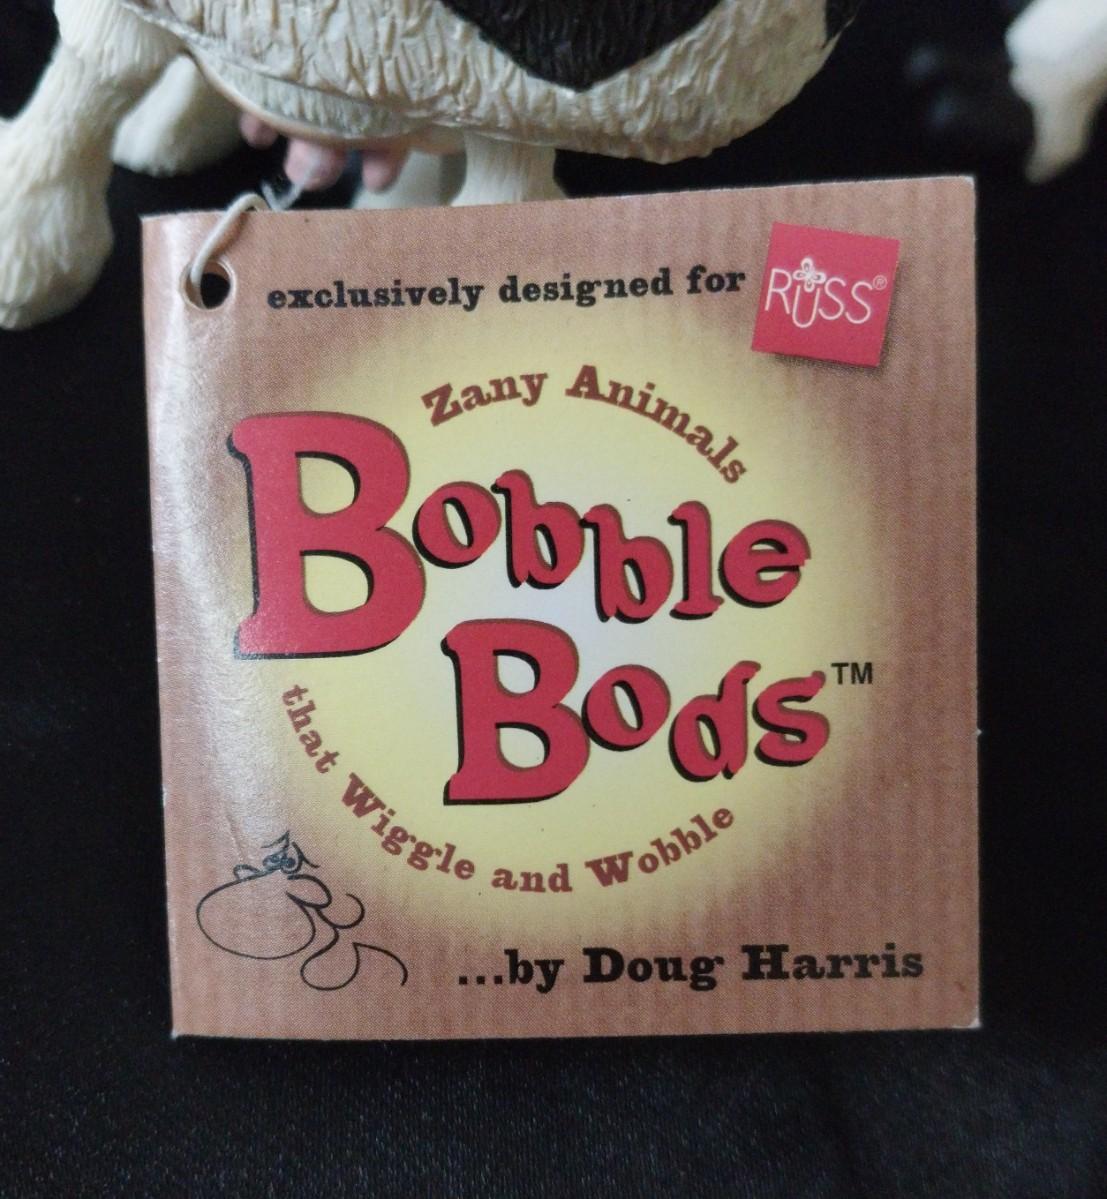 exclusively designed for
RUSS®
Zany Animals
Bobble
Bods™
that Wiggle and Wobble
...by Doug Harris